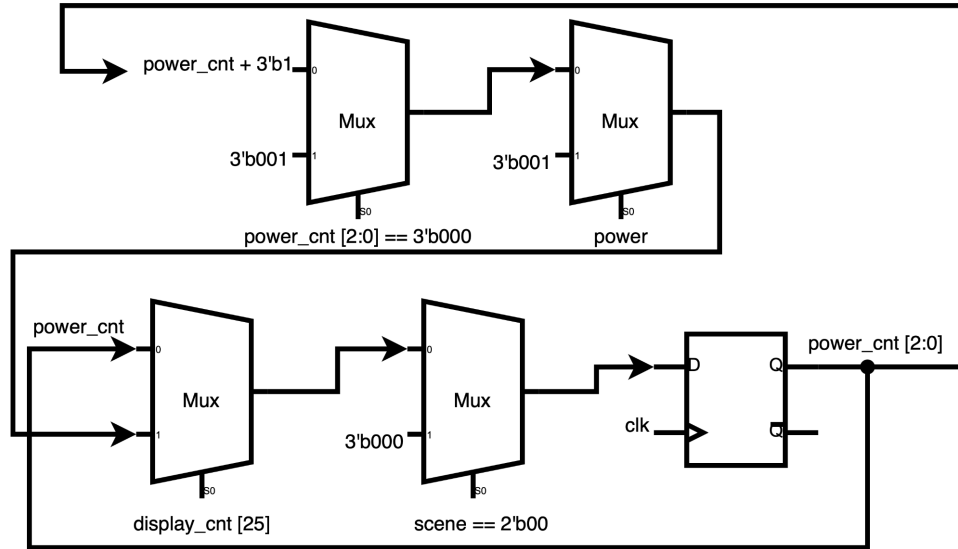 power_cnt + 3'b1
0
Mux
3'b001
1
S0
power_cnt [2:0] == 3'b000
0
Mux
3'b001
1
S0
power
power_cnt
0
Mux
1
S0
display_cnt [25]
0
Mux
3'b000
1
S0
scene == 2'b00
D
Q
clk
Q
power_cnt [2:0]